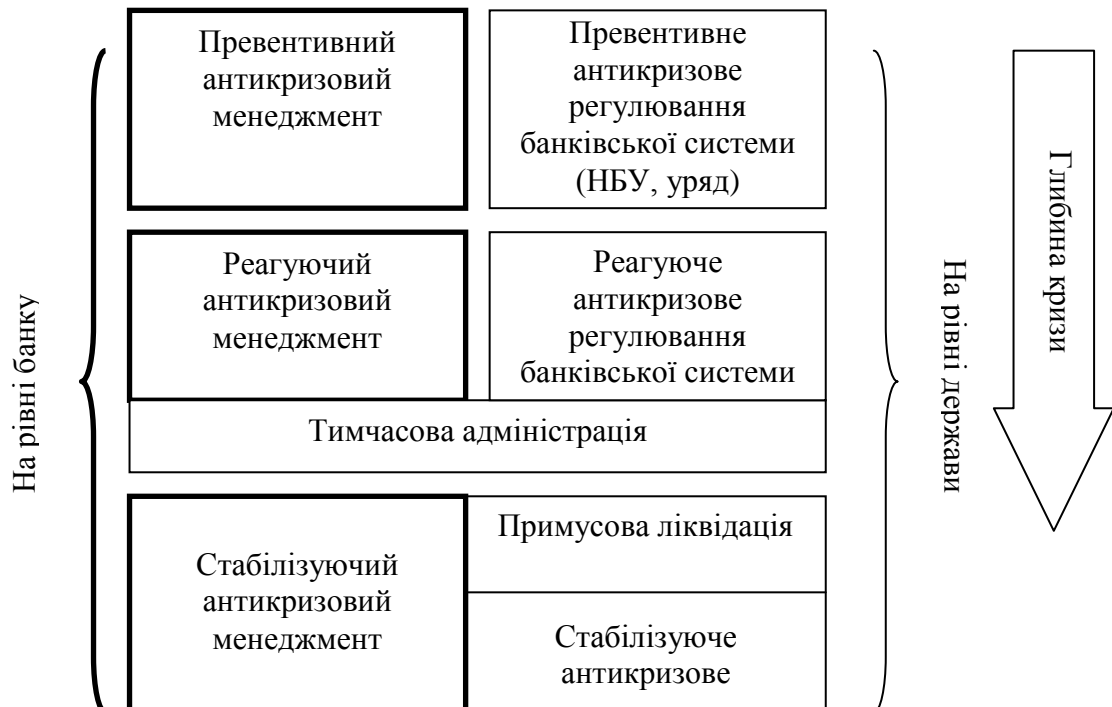 На рівні банку
Превентивний
антикризовий
менеджмент
Превентивне
антикризове
регулювання
банківської системи
(НБУ, уряд)
Реагуючий
антикризовий
менеджмент
Реагуюче
антикризове
регулювання
банківської системи
Тимчасова адміністрація
Стабілізуючий
антикризовий
менеджмент
Примусова ліквідація
Стабілізуюче
антикризове
На рівні держави
Глибина кризи